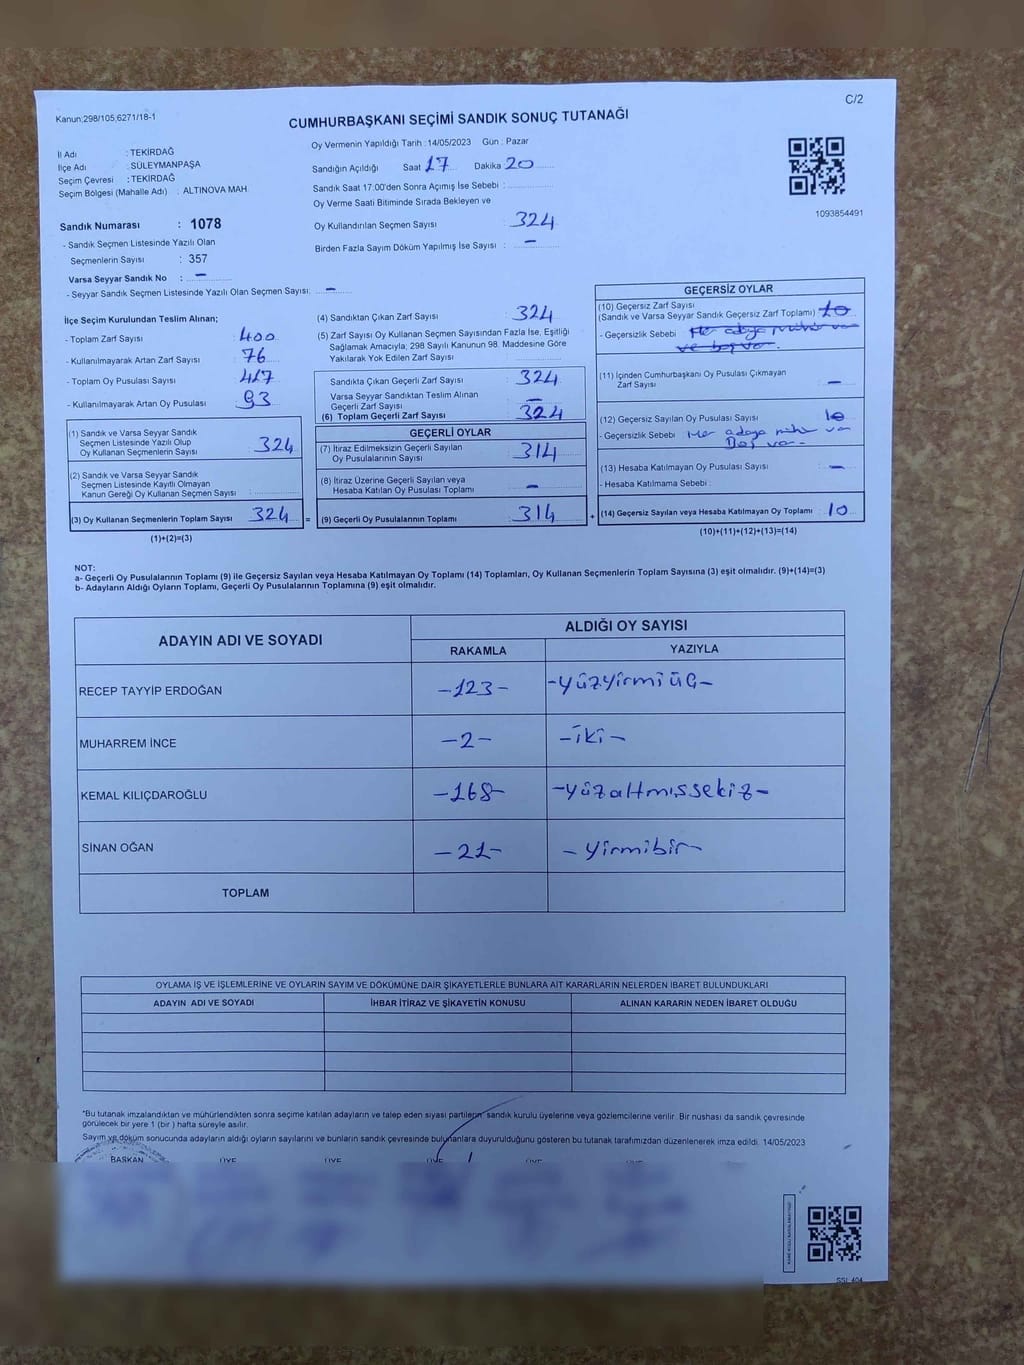 C/2
Kanun:298/105,6271/18-1
CUMHURBAŞKANI SEÇİMİ SANDIK SONUÇ TUTANAĞI
İl Adı : TEKİRDAĞ
İlçe Adı : SÜLEYMANPAŞA
Seçim Çevresi : TEKİRDAĞ
Seçim Bölgesi (Mahalle Adı) : ALTINOVA MAH.
Oy Vermenin Yapıldığı Tarih : 14/05/2023 Gün : Pazar
Sandığın Açıldığı Saat 17 Dakika 20
Sandık Saat 17:00'den Sonra Açımış İse Sebebi :
Oy Verme Saati Bitiminde Sırada Bekleyen ve
Oy Kullandırılan Seçmen Sayısı : 324
Birden Fazla Sayım Döküm Yapılmış İse Sayısı : –
1093854491
Sandık Numarası : 1078
- Sandık Seçmen Listesinde Yazılı Olan
Seçmenlerin Sayısı : 357
Varsa Seyyar Sandık No : –
- Seyyar Sandık Seçmen Listesinde Yazılı Olan Seçmen Sayısı: –
İlçe Seçim Kurulundan Teslim Alınan;
- Toplam Zarf Sayısı : 400
- Kullanılmayarak Artan Zarf Sayısı : 76
- Toplam Oy Pusulası Sayısı : 417
- Kullanılmayarak Artan Oy Pusulası : 93
(1) Sandık ve Varsa Seyyar Sandık
Seçmen Listesinde Yazılı Olup
Oy Kullanan Seçmenlerin Sayısı : 324
(2) Sandık ve Varsa Seyyar Sandık
Seçmen Listesinde Kayıtlı Olmayan
Kanun Gereği Oy Kullanan Seçmen Sayısı :
(3) Oy Kullanan Seçmenlerin Toplam Sayısı 324 =
(1)+(2)=(3)
(4) Sandıktan Çıkan Zarf Sayısı : 324
(5) Zarf Sayısı Oy Kullanan Seçmen Sayısından Fazla İse, Eşitliği
Sağlamak Amacıyla; 298 Sayılı Kanunun 98. Maddesine Göre
Yakılarak Yok Edilen Zarf Sayısı :
Sandıkta Çıkan Geçerli Zarf Sayısı : 324
Varsa Seyyar Sandıktan Teslim Alınan
Geçerli Zarf Sayısı : –
(6) Toplam Geçerli Zarf Sayısı : 324
GEÇERLİ OYLAR
(7) İtiraz Edilmeksizin Geçerli Sayılan
Oy Pusulalarının Sayısı : 314
(8) İtiraz Üzerine Geçerli Sayılan veya
Hesaba Katılan Oy Pusulası Toplamı : –
(9) Geçerli Oy Pusulalarının Toplamı : 314 +
GEÇERSİZ OYLAR
(10) Geçersiz Zarf Sayısı
(Sandık ve Varsa Seyyar Sandık Geçersiz Zarf Toplamı) : 10
- Geçersizlik Sebebi : Her adaya mühür var
ve boş var.
(11) İçinden Cumhurbaşkanı Oy Pusulası Çıkmayan
Zarf Sayısı : –
(12) Geçersiz Sayılan Oy Pusulası Sayısı : 10
- Geçersizlik Sebebi : Her adaya mühür var
Boş var-
(13) Hesaba Katılmayan Oy Pusulası Sayısı : –
- Hesaba Katılmama Sebebi :
(14) Geçersiz Sayılan veya Hesaba Katılmayan Oy Toplamı : 10
(10)+(11)+(12)+(13)=(14)
NOT:
a- Geçerli Oy Pusulalarının Toplamı (9) ile Geçersiz Sayılan veya Hesaba Katılmayan Oy Toplamı (14) Toplamları, Oy Kullanan Seçmenlerin Toplam Sayısına (3) eşit olmalıdır. (9)+(14)=(3)
b- Adayların Aldığı Oyların Toplamı, Geçerli Oy Pusulalarının Toplamına (9) eşit olmalıdır.
ADAYIN ADI VE SOYADI
ALDIĞI OY SAYISI
RAKAMLA YAZIYLA
RECEP TAYYİP ERDOĞAN -123- -yüzyirmiüç-
MUHARREM İNCE -2- -iki-
KEMAL KILIÇDAROĞLU -168- -yüzaltmışsekiz-
SİNAN OĞAN -21- -yirmibir-
TOPLAM
OYLAMA İŞ VE İŞLEMLERİNE VE OYLARIN SAYIM VE DÖKÜMÜNE DAİR ŞİKAYETLERLE BUNLARA AİT KARARLARIN NELERDEN İBARET BULUNDUKLARI
ADAYIN ADI VE SOYADI İHBAR İTİRAZ VE ŞİKAYETİN KONUSU ALINAN KARARIN NEDEN İBARET OLDUĞU
*Bu tutanak imzalandıktan ve mühürlendikten sonra seçime katılan adayların ve talep eden siyasi partilerin sandık kurulu üyelerine veya gözlemcilerine verilir. Bir nüshası da sandık çevresinde
görülecek bir yere 1 (bir) hafta süreyle asılır.
Sayım ve döküm sonucunda adayların aldığı oyların sayılarını ve bunların sandık çevresinde bulunanlara duyurulduğunu gösteren bu tutanak tarafımızdan düzenlenerek imza edildi. 14/05/2023
BAŞKAN ÜYE ÜYE ÜYE ÜYE ÜYE